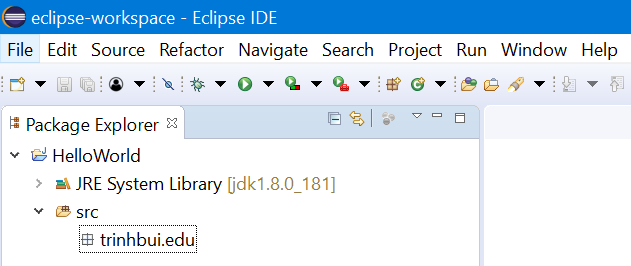 eclipse-workspace - Eclipse IDE
File Edit Source Refactor Navigate Search Project Run Window Help
Package Explorer
HelloWorld
JRE System Library [jdk1.8.0_181]
src
trinhbui.edu